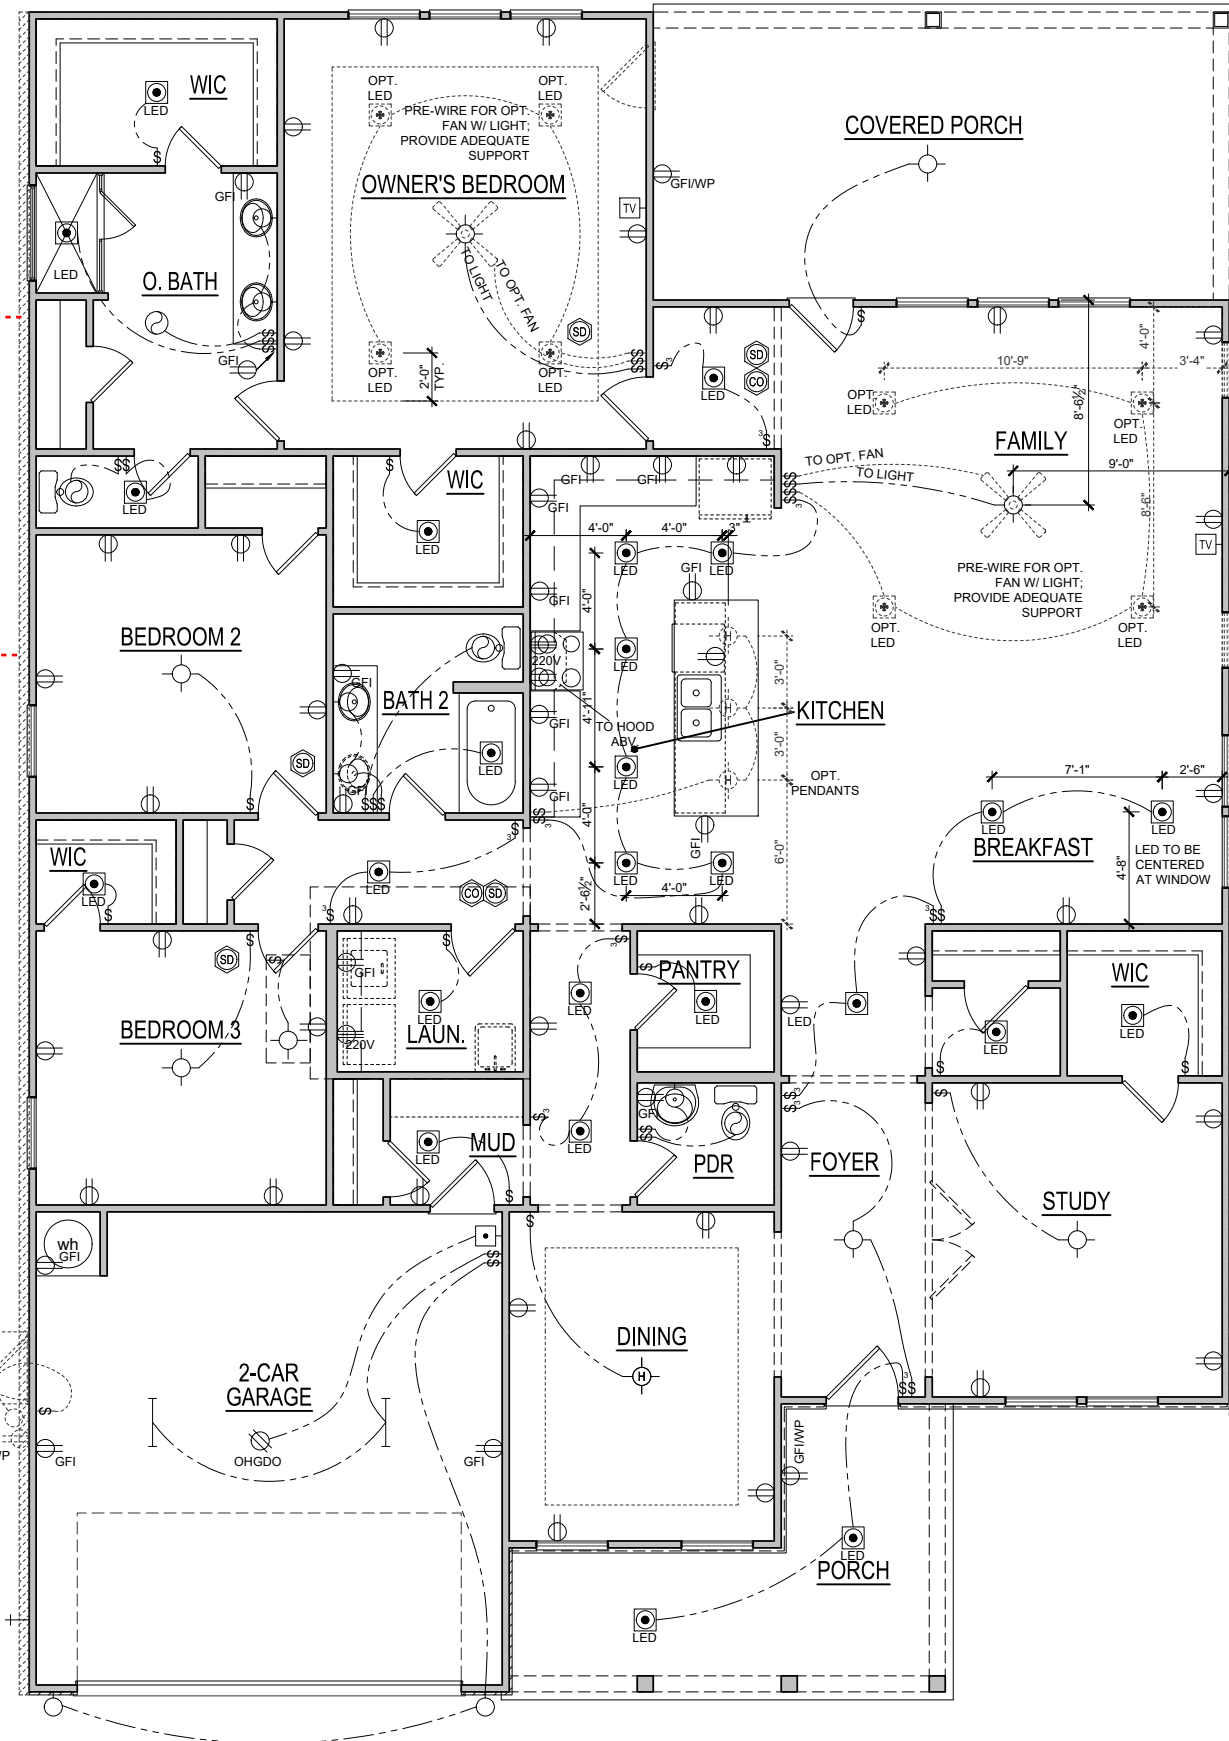 WIC
LED
OPT.
LED
OPT.
LED
PRE-WIRE FOR OPT.
FAN W/ LIGHT;
PROVIDE ADEQUATE
SUPPORT
OWNER'S BEDROOM
TV
TO LIGHT
TO OPT. FAN
SD
OPT.
LED
2'-0"
TYP.
OPT.
LED
COVERED PORCH
GFI/WP
GFI
LED
O. BATH
GFI
S
S
S
S
LED
LED
SD
CO
3
10'-9"
3'-4"
4'-0"
8'-6½"
OPT.
LED
OPT.
LED
FAMILY
9'-0"
8'-6"
TO OPT. FAN
TO LIGHT
TV
PRE-WIRE FOR OPT.
FAN W/ LIGHT;
PROVIDE ADEQUATE
SUPPORT
OPT.
LED
OPT.
LED
WIC
LED
GFI
GFI
GFI
GFI
4'-0"
4'-0"
3"
LED
LED
GFI
4'-0"
LED
220V
4'-11"
GFI
TO HOOD
ABV.
KITCHEN
H
H
H
3'-0"
3'-0"
OPT.
PENDANTS
6'-0"
LED
GFI
4'-0"
LED
LED
GFI
4'-0"
2'-6½"
BEDROOM 2
SD
BATH 2
GFI
GFI
LED
7'-1"
2'-6"
LED
LED
BREAKFAST
4'-8"
LED TO BE
CENTERED
AT WINDOW
WIC
LED
LED
CO
SD
SD
BEDROOM 3
GFI
220V
LED
LAUN.
LED
PANTRY
LED
LED
LED
WIC
LED
LED
MUD
LED
GFI
PDR
FOYER
STUDY
wh
GFI
2-CAR
GARAGE
OHGDO
GFI
GFI
DINING
H
GFI/WP
LED
PORCH
LED